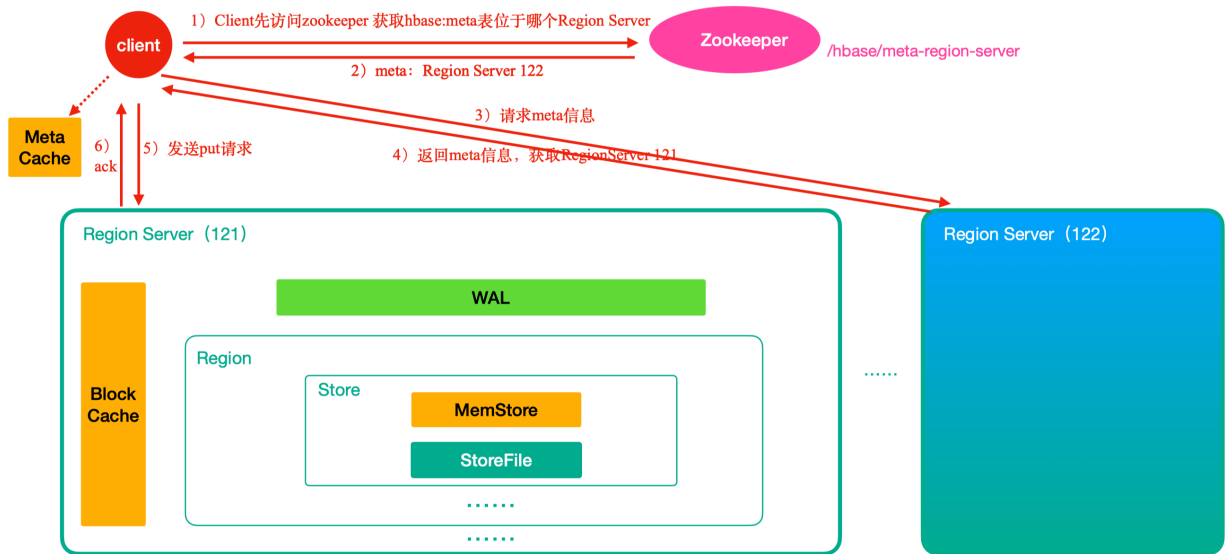 1）Client先访问zookeeper 获取hbase:meta表位于哪个Region Server
client
Zookeeper
/hbase/meta-region-server
2）meta：Region Server 122
3）请求meta信息
Meta
Cache
6）
ack
5）发送put请求
4）返回meta信息，获取RegionServer 121
Region Server（121）
Region Server（122）
WAL
Region
Block
Cache
Store
MemStore
StoreFile
......
......
......